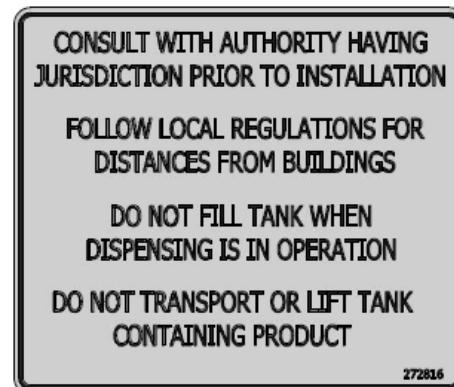 CONSULT WITH AUTHORITY HAVING
JURISDICTION PRIOR TO INSTALLATION
FOLLOW LOCAL REGULATIONS FOR
DISTANCES FROM BUILDINGS
DO NOT FILL TANK WHEN
DISPENSING IS IN OPERATION
DO NOT TRANSPORT OR LIFT TANK
CONTAINING PRODUCT
272816